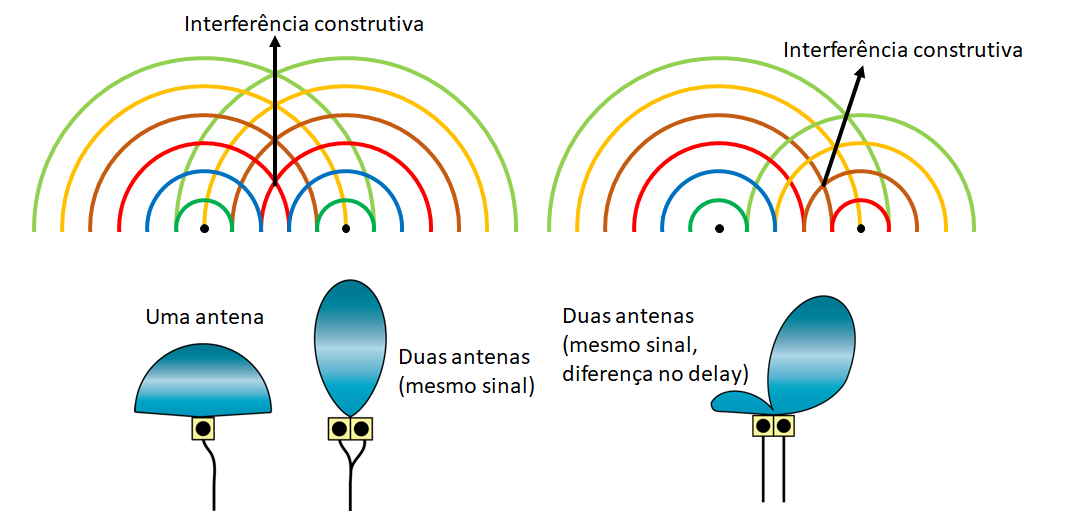 Interferência construtiva
Interferência construtiva
Uma antena
Duas antenas
(mesmo sinal)
Duas antenas
(mesmo sinal,
diferença no delay)